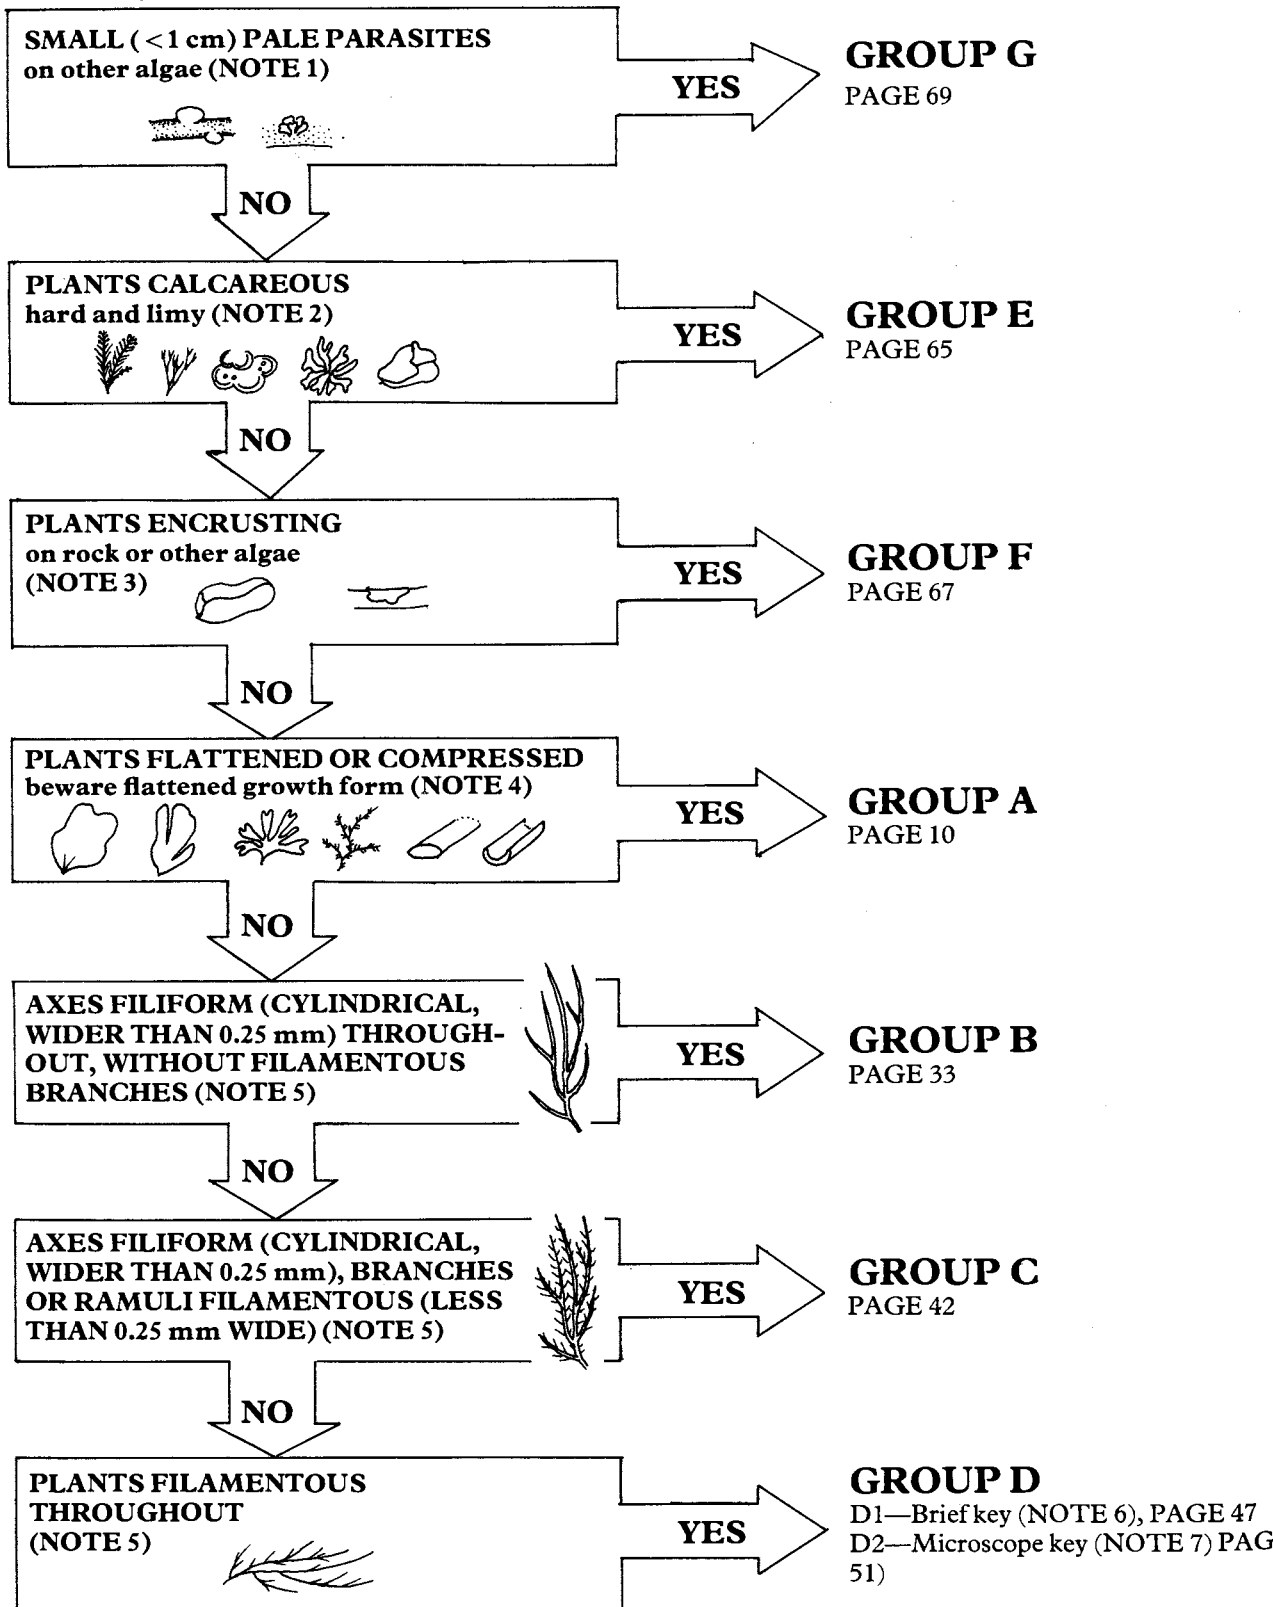 SMALL (<1 cm) PALE PARASITES
on other algae (NOTE 1)
YES
GROUP G
PAGE 69
NO
PLANTS CALCAREOUS
hard and limy (NOTE 2)
YES
GROUP E
PAGE 65
NO
PLANTS ENCRUSTING
on rock or other algae
(NOTE 3)
YES
GROUP F
PAGE 67
NO
PLANTS FLATTENED OR COMPRESSED
beware flattened growth form (NOTE 4)
YES
GROUP A
PAGE 10
NO
AXES FILIFORM (CYLINDRICAL,
WIDER THAN 0.25 mm) THROUGH-
OUT, WITHOUT FILAMENTOUS
BRANCHES (NOTE 5)
YES
GROUP B
PAGE 33
NO
AXES FILIFORM (CYLINDRICAL,
WIDER THAN 0.25 mm), BRANCHES
OR RAMULI FILAMENTOUS (LESS
THAN 0.25 mm WIDE) (NOTE 5)
YES
GROUP C
PAGE 42
NO
PLANTS FILAMENTOUS
THROUGHOUT
(NOTE 5)
YES
GROUP D
D1—Brief key (NOTE 6), PAGE 47
D2—Microscope key (NOTE 7) PAG
51)